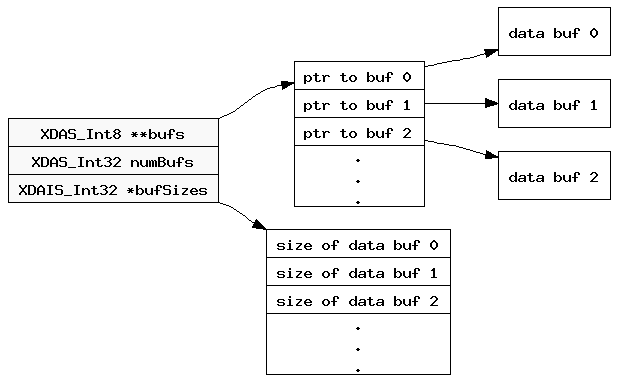 XDAS_Int8 **bufs
XDAS_Int32 numBufs
XDAIS_Int32 *bufSizes
ptr to buf 0
ptr to buf 1
ptr to buf 2
.
.
.
data buf 0
data buf 1
data buf 2
size of data buf 0
size of data buf 1
size of data buf 2
.
.
.